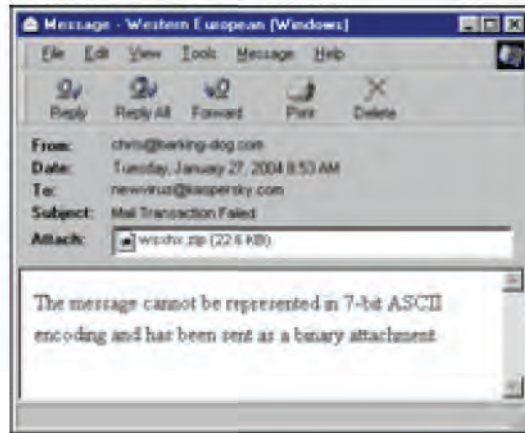 Message - Western European (Windows)
File Edit View Tools Message Help
Reply Reply All Forward Print Delete
From: chris@barking-dog.com
Date: Tuesday, January 27, 2004 8:53 AM
To: newvirus@kaspersky.com
Subject: Mail Transaction Failed
Attach: (22.6 KB)
The message cannot be represented in 7-bit ASCII
encoding and has been sent as a binary attachment